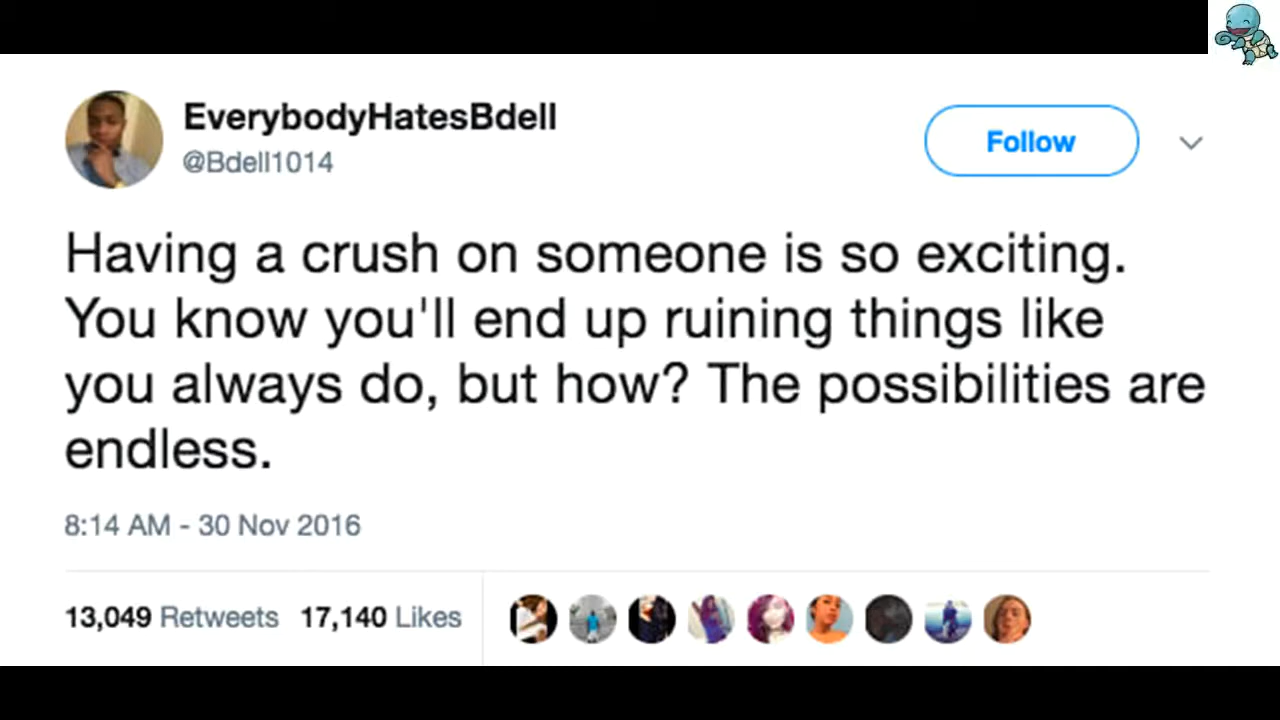 EverybodyHatesBdell
@Bdell1014
Follow
Having a crush on someone is so exciting.
You know you'll end up ruining things like
you always do, but how? The possibilities are
endless.
8:14 AM - 30 Nov 2016
13,049 Retweets 17,140 Likes